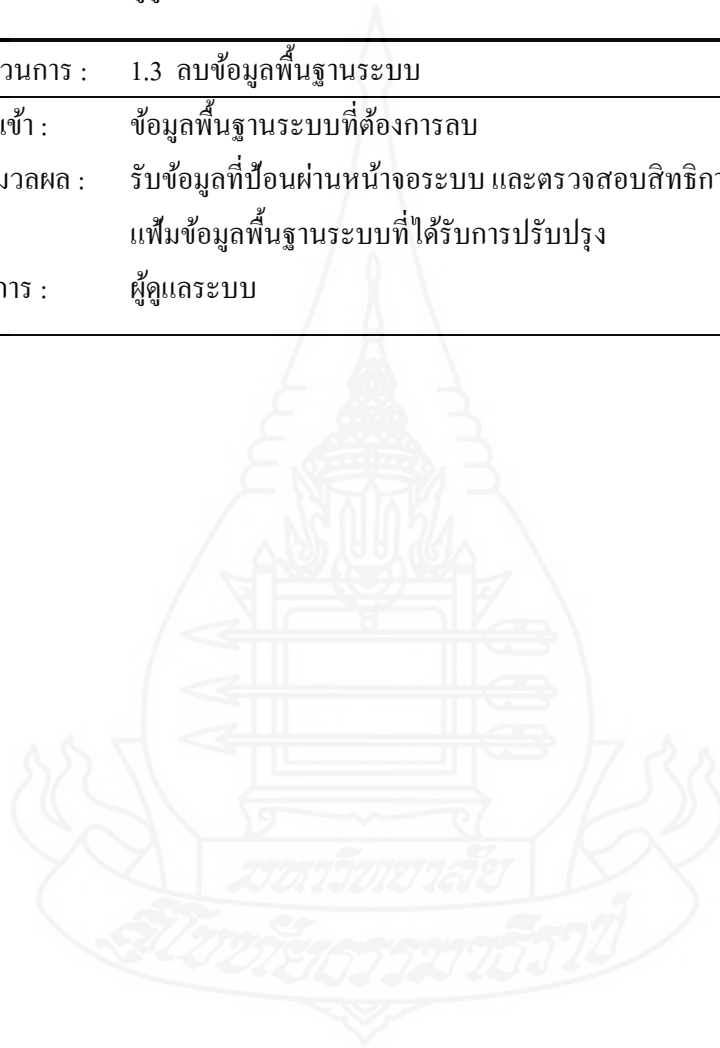 วนการ : 1.3 ลบข้อมูลพื้นฐานระบบ
ข้า : ข้อมูลพื้นฐานระบบที่ต้องการลบ
มวลผล : รับข้อมูลที่ป้อนผ่านหน้าจอระบบ และตรวจสอบสิทธิกา
แฟ้มข้อมูลพื้นฐานระบบที่ได้รับการปรับปรุง
การ : ผู้ดูแลระบบ
มหาวิทยาลัย
สุโขทัยธรรมาธิราช